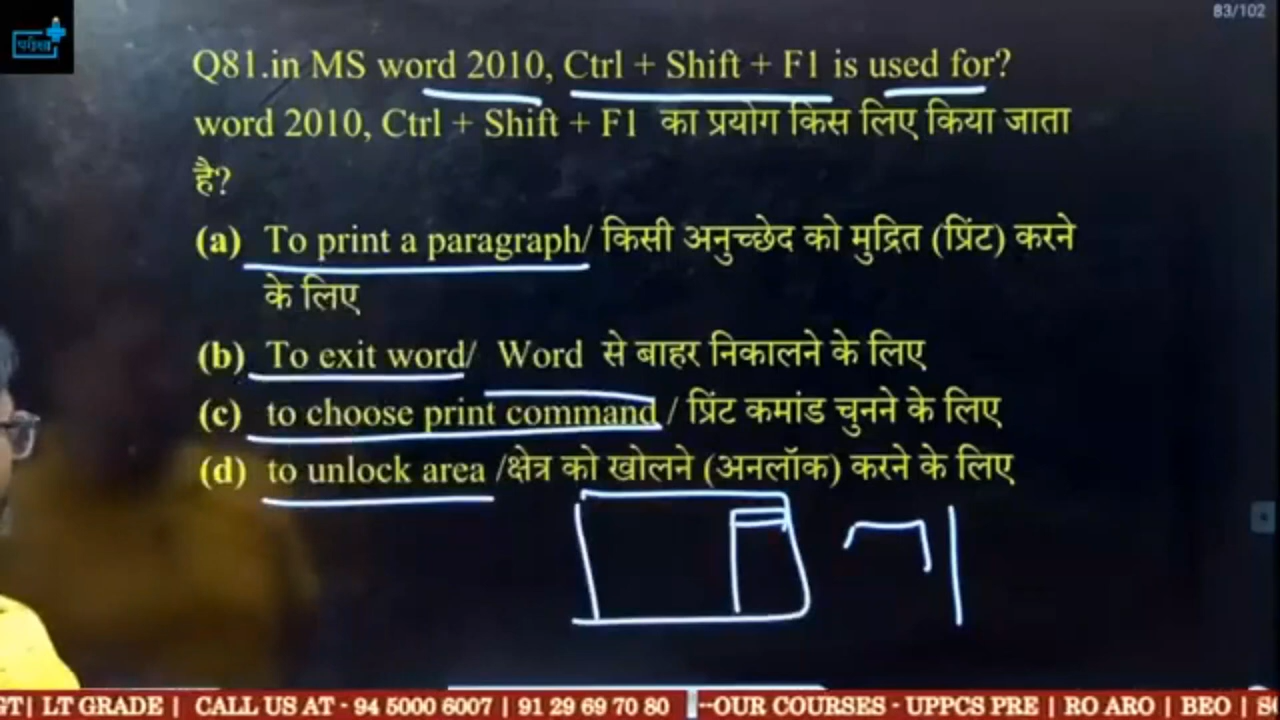 83/102
परीक्षा
Q81.in MS word 2010, Ctrl + Shift + F1 is used for?
word 2010, Ctrl + Shift + F1 का प्रयोग किस लिए किया जाता
है?
(a) To print a paragraph/ किसी अनुच्छेद को मुद्रित (प्रिंट) करने
के लिए
(b) To exit word/ Word से बाहर निकालने के लिए
(c) to choose print command / प्रिंट कमांड चुनने के लिए
(d) to unlock area /क्षेत्र को खोलने (अनलॉक) करने के लिए
GT| LT GRADE | CALL US AT - 94 5000 6007 | 91 29 69 70 80 --OUR COURSES - UPPCS PRE | RO ARO | BEO |